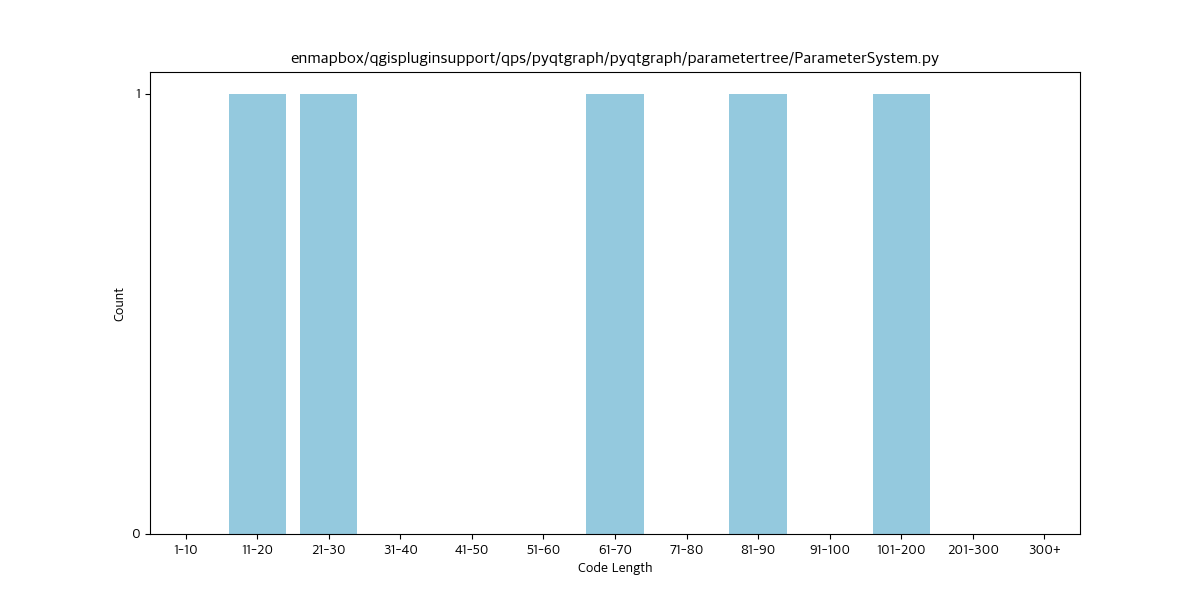 enmapbox/qgispluginsupport/qps/pyqtgraph/pyqtgraph/parametertree/ParameterSystem.py
1
Count
0
1-10 11-20 21-30 31-40 41-50 51-60 61-70 71-80 81-90 91-100 101-200 201-300 300+
Code Length